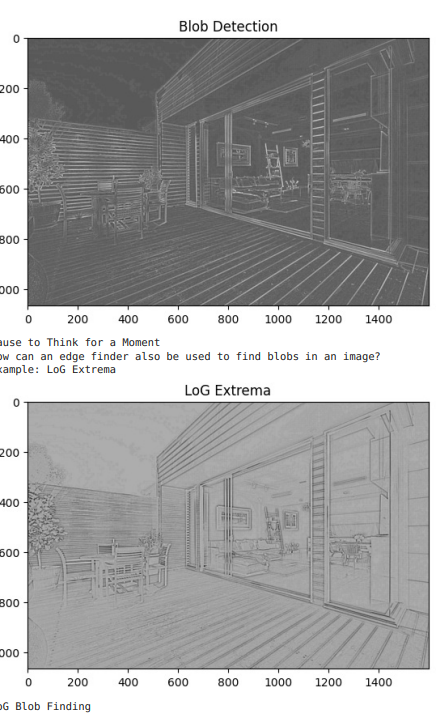 Blob Detection
0
200
400
600
800
000
0 200 400 600 800 1000 1200 1400
ause to Think for a Moment
ow can an edge finder also be used to find blobs in an image?
xample: LoG Extrema
LoG Extrema
0
200
400
600
800
000
0 200 400 600 800 1000 1200 1400
oG Blob Finding